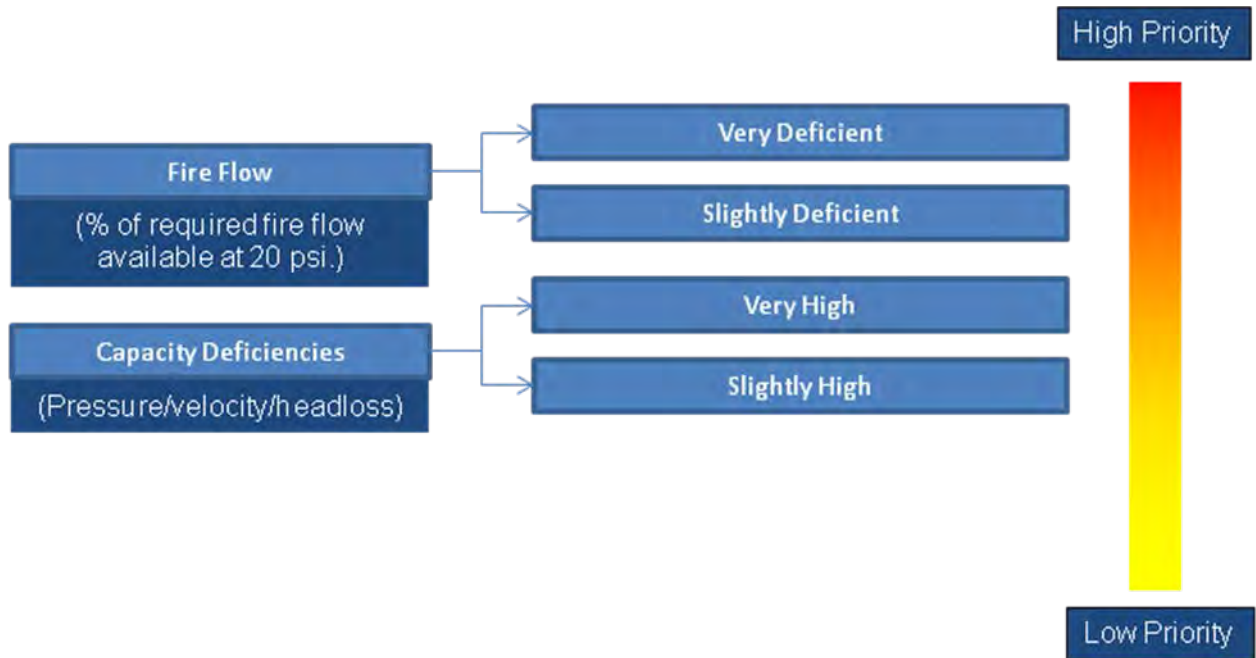 High Priority
Very Deficient
Fire Flow
(% of required fire flow
available at 20 psi.)
Slightly Deficient
Very High
Capacity Deficiencies
(Pressure/velocity/headloss)
Slightly High
Low Priority